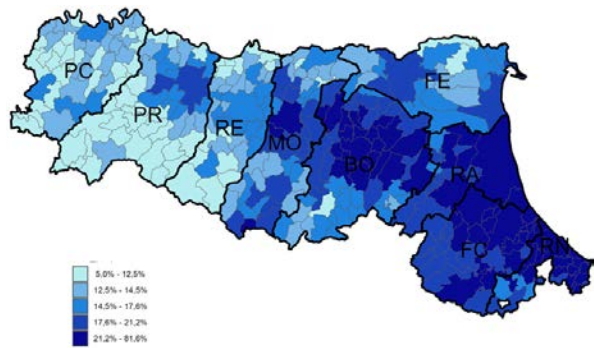 PC
PR
RE
MO
BO
FE
RA
FC
RN
5,0% - 12,5%
12,5% - 14,5%
14,5% - 17,6%
17,6% - 21,2%
21,2% - 81,6%